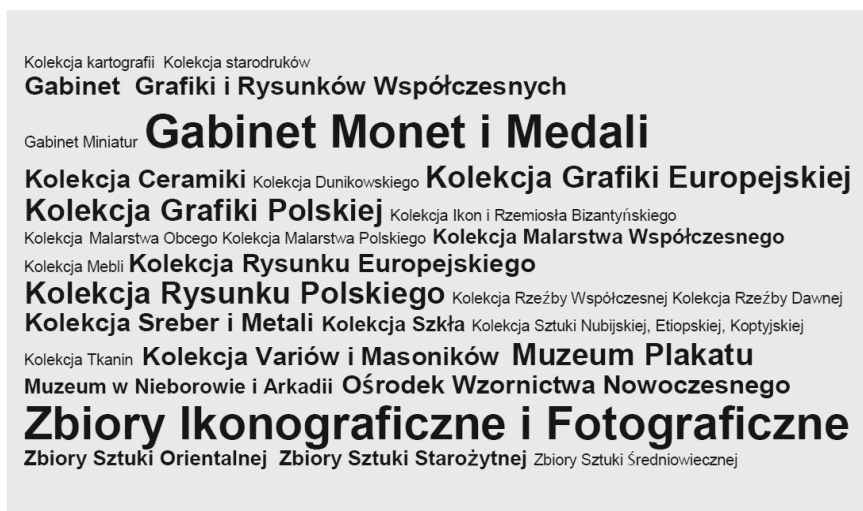 Kolekcja kartografii Kolekcja starodruków
Gabinet Grafiki i Rysunków Współczesnych
Gabinet Miniatur Gabinet Monet i Medali
Kolekcja Ceramiki Kolekcja Dunikowskiego Kolekcja Grafiki Europejskiej
Kolekcja Grafiki Polskiej Kolekcja Ikon i Rzemiosła Bizantyńskiego
Kolekcja Malarstwa Obcego Kolekcja Malarstwa Polskiego Kolekcja Malarstwa Współczesnego
Kolekcja Mebli Kolekcja Rysunku Europejskiego
Kolekcja Rysunku Polskiego Kolekcja Rzeźby Współczesnej Kolekcja Rzeźby Dawnej
Kolekcja Sreber i Metali Kolekcja Szkła Kolekcja Sztuki Nubijskiej, Etiopskiej, Koptyjskiej
Kolekcja Tkanin Kolekcja Variów i Masoników Muzeum Plakatu
Muzeum w Nieborowie i Arkadii Ośrodek Wzornictwa Nowoczesnego
Zbiory Ikonograficzne i Fotograficzne
Zbiory Sztuki Orientalnej Zbiory Sztuki Starożytnej Zbiory Sztuki Średniowiecznej